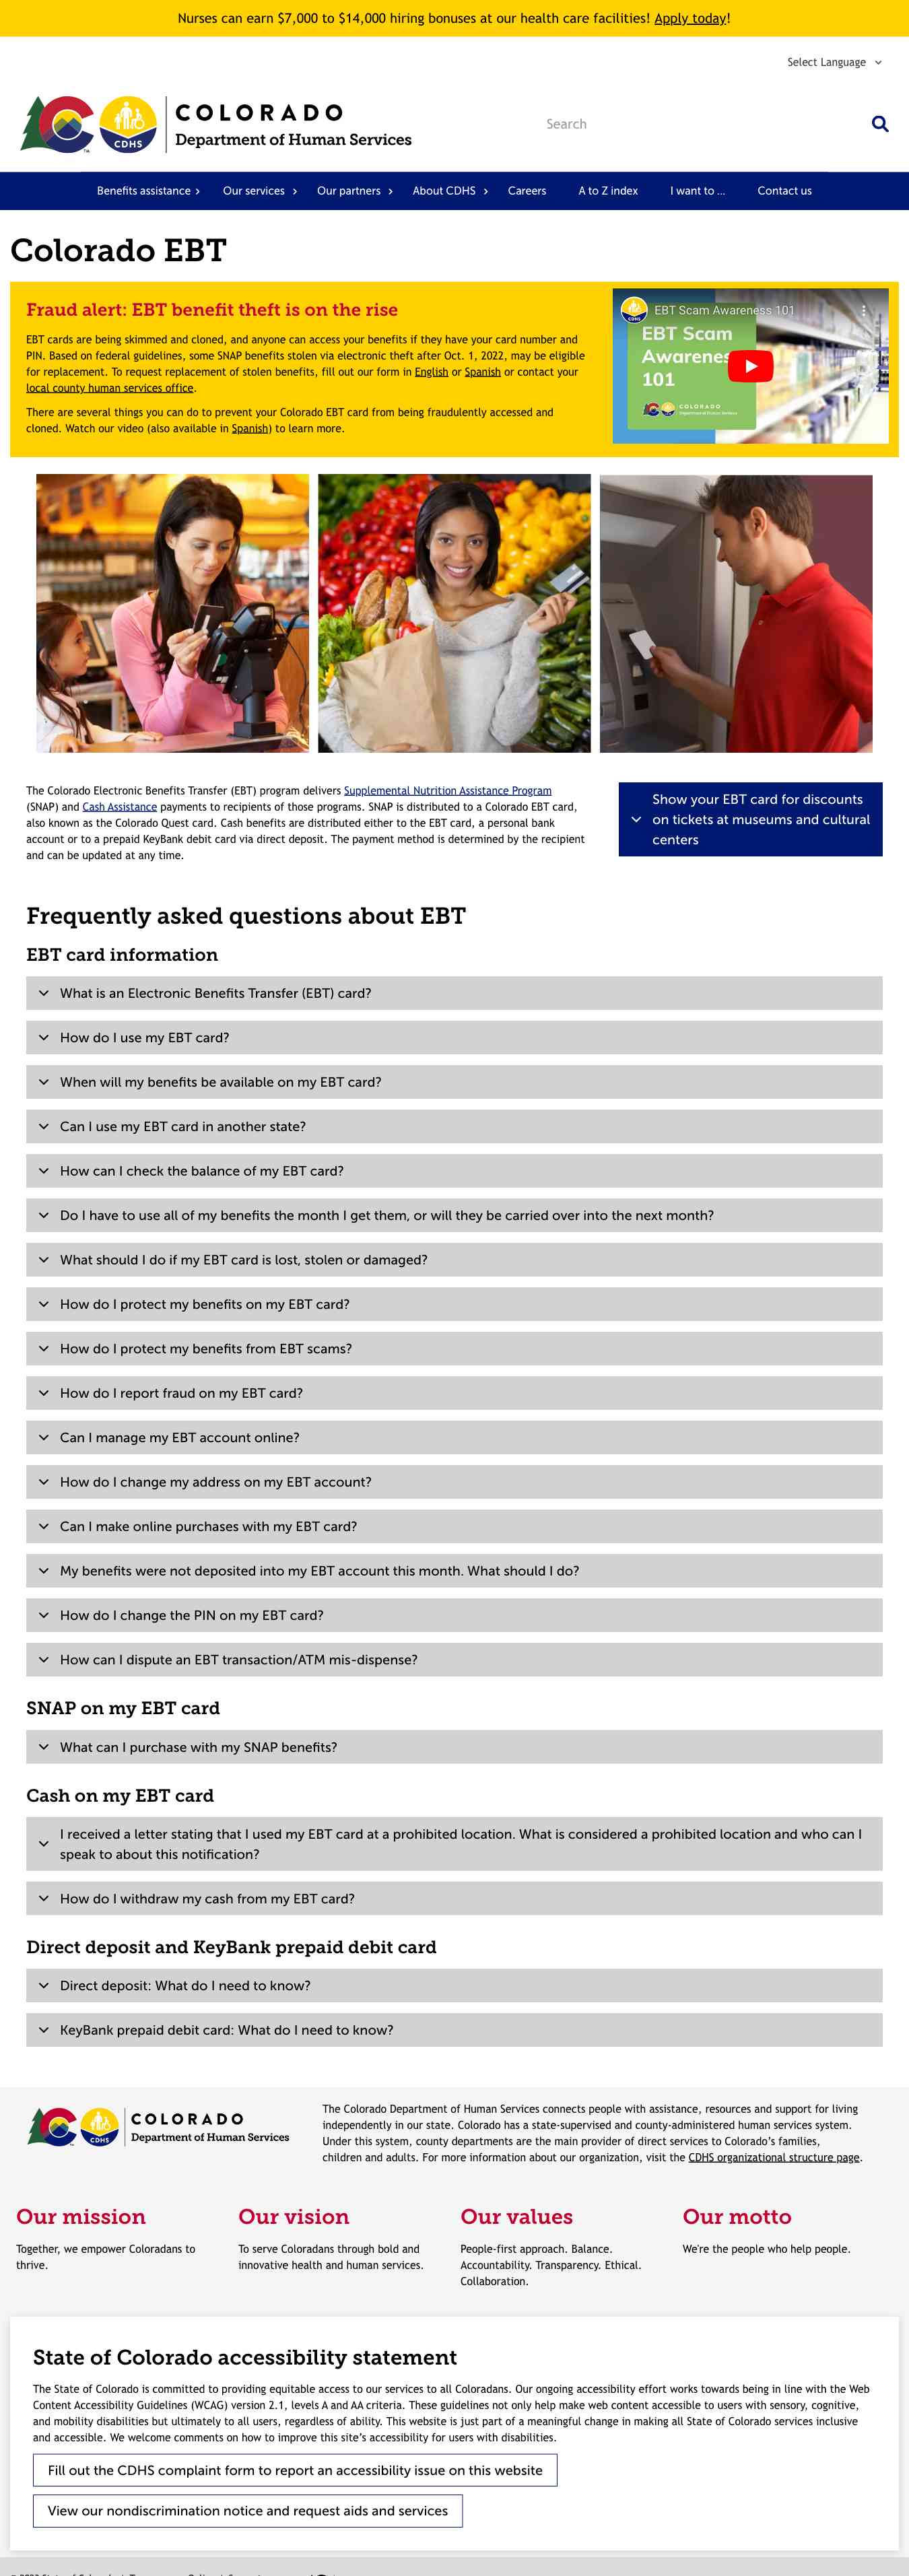 Nurses can earn $7,000 to $14,000 hiring bonuses at our health care facilities! Apply today!
Select Language
COLORADO
Department of Human Services
CDHS
Search
Benefits assistance
Our services
Our partners
About CDHS
Careers
A to Z index
I want to ...
Contact us
Colorado EBT
Fraud alert: EBT benefit theft is on the rise
EBT cards are being skimmed and cloned, and anyone can access your benefits if they have your card number and
PIN. Based on federal guidelines, some SNAP benefits stolen via electronic theft after Oct. 1, 2022, may be eligible
for replacement. To request replacement of stolen benefits, fill out our form in English or Spanish or contact your
local county human services office.
There are several things you can do to prevent your Colorado EBT card from being fraudulently accessed and
cloned. Watch our video (also available in Spanish) to learn more.
EBT Scam Awareness 101
EBT Scam
Awareness
101
COLORADO
Department of Human Services
The Colorado Electronic Benefits Transfer (EBT) program delivers Supplemental Nutrition Assistance Program
(SNAP) and Cash Assistance payments to recipients of those programs. SNAP is distributed to a Colorado EBT card,
also known as the Colorado Quest card. Cash benefits are distributed either to the EBT card, a personal bank
account or to a prepaid KeyBank debit card via direct deposit. The payment method is determined by the recipient
and can be updated at any time.
Show your EBT card for discounts
on tickets at museums and cultural
centers
Frequently asked questions about EBT
EBT card information
What is an Electronic Benefits Transfer (EBT) card?
How do I use my EBT card?
When will my benefits be available on my EBT card?
Can I use my EBT card in another state?
How can I check the balance of my EBT card?
Do I have to use all of my benefits the month I get them, or will they be carried over into the next month?
What should I do if my EBT card is lost, stolen or damaged?
How do I protect my benefits on my EBT card?
How do I protect my benefits from EBT scams?
How do I report fraud on my EBT card?
Can I manage my EBT account online?
How do I change my address on my EBT account?
Can I make online purchases with my EBT card?
My benefits were not deposited into my EBT account this month. What should I do?
How do I change the PIN on my EBT card?
How can I dispute an EBT transaction/ATM mis-dispense?
SNAP on my EBT card
What can I purchase with my SNAP benefits?
Cash on my EBT card
I received a letter stating that I used my EBT card at a prohibited location. What is considered a prohibited location and who can I
speak to about this notification?
How do I withdraw my cash from my EBT card?
Direct deposit and KeyBank prepaid debit card
Direct deposit: What do I need to know?
KeyBank prepaid debit card: What do I need to know?
COLORADO
Department of Human Services
CDHS
The Colorado Department of Human Services connects people with assistance, resources and support for living
independently in our state. Colorado has a state-supervised and county-administered human services system.
Under this system, county departments are the main provider of direct services to Colorado's families,
children and adults. For more information about our organization, visit the CDHS organizational structure page.
Our mission
Together, we empower Coloradans to
thrive.
Our vision
To serve Coloradans through bold and
innovative health and human services.
Our values
People-first approach. Balance.
Accountability. Transparency. Ethical.
Collaboration.
Our motto
We're the people who help people.
State of Colorado accessibility statement
The State of Colorado is committed to providing equitable access to our services to all Coloradans. Our ongoing accessibility effort works towards being in line with the Web
Content Accessibility Guidelines (WCAG) version 2.1, levels A and AA criteria. These guidelines not only help make web content accessible to users with sensory, cognitive,
and mobility disabilities but ultimately to all users, regardless of ability. This website is just part of a meaningful change in making all State of Colorado services inclusive
and accessible. We welcome comments on how to improve this site's accessibility for users with disabilities.
Fill out the CDHS complaint form to report an accessibility issue on this website
View our nondiscrimination notice and request aids and services